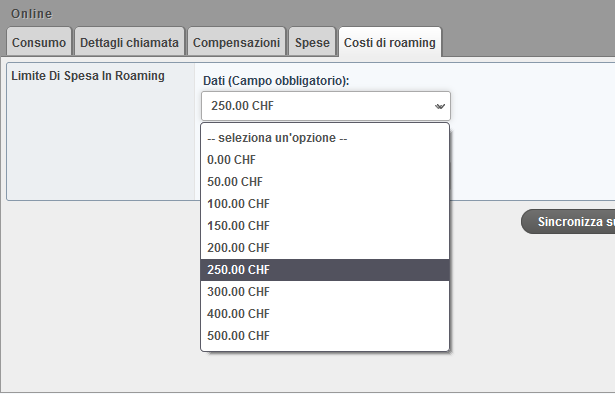 Online
Consumo
Dettagli chiamata
Compensazioni
Spese
Costi di roaming
Limite Di Spesa In Roaming
Dati (Campo obbligatorio):
250.00 CHF
-- seleziona un'opzione --
0.00 CHF
50.00 CHF
100.00 CHF
150.00 CHF
200.00 CHF
250.00 CHF
300.00 CHF
400.00 CHF
500.00 CHF
Sincronizza